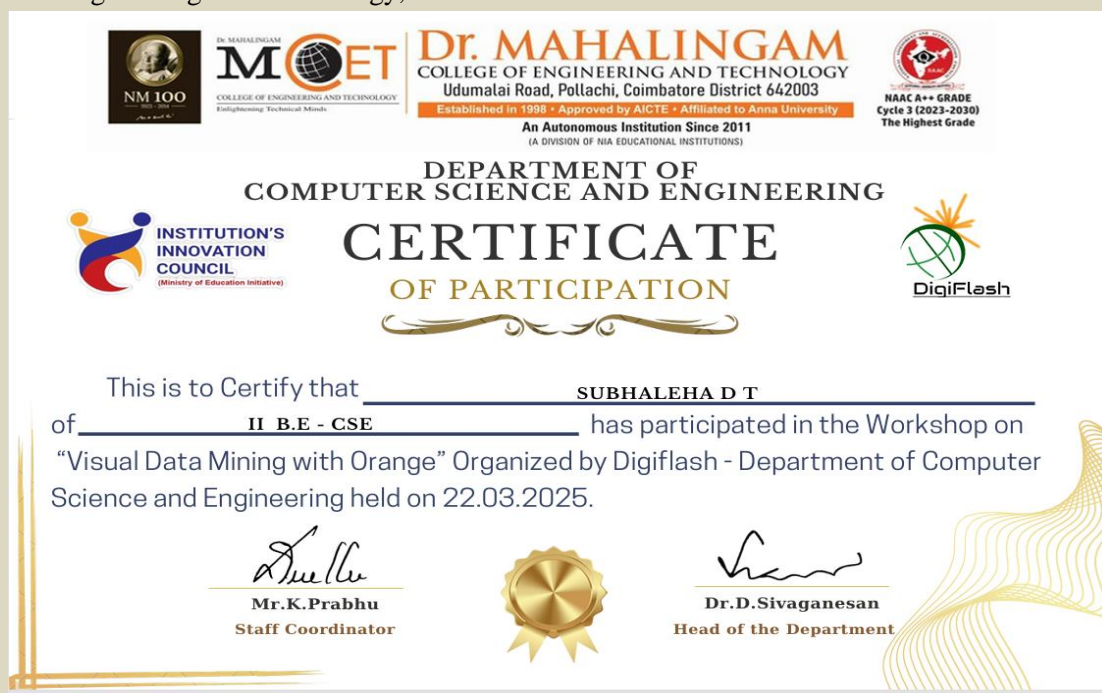 NM 100
1923 - 2014
Dr. MAHALINGAM
MCET
COLLEGE OF ENGINEERING AND TECHNOLOGY
Enlightening Technical Minds
Dr. MAHALINGAM
COLLEGE OF ENGINEERING AND TECHNOLOGY
Udumalai Road, Pollachi, Coimbatore District 642003
Established in 1998 • Approved by AICTE • Affiliated to Anna University
An Autonomous Institution Since 2011
(A DIVISION OF NIA EDUCATIONAL INSTITUTIONS)
NAAC
NAAC A++ GRADE
Cycle 3 (2023-2030)
The Highest Grade
DEPARTMENT OF
COMPUTER SCIENCE AND ENGINEERING
INSTITUTION'S
INNOVATION
COUNCIL
(Ministry of Education Initiative)
CERTIFICATE
OF PARTICIPATION
DigiFlash
This is to Certify that SUBHALEHA D T
of II B.E - CSE has participated in the Workshop on
“Visual Data Mining with Orange” Organized by Digiflash - Department of Computer
Science and Engineering held on 22.03.2025.
Mr.K.Prabhu
Staff Coordinator
Dr.D.Sivaganesan
Head of the Department